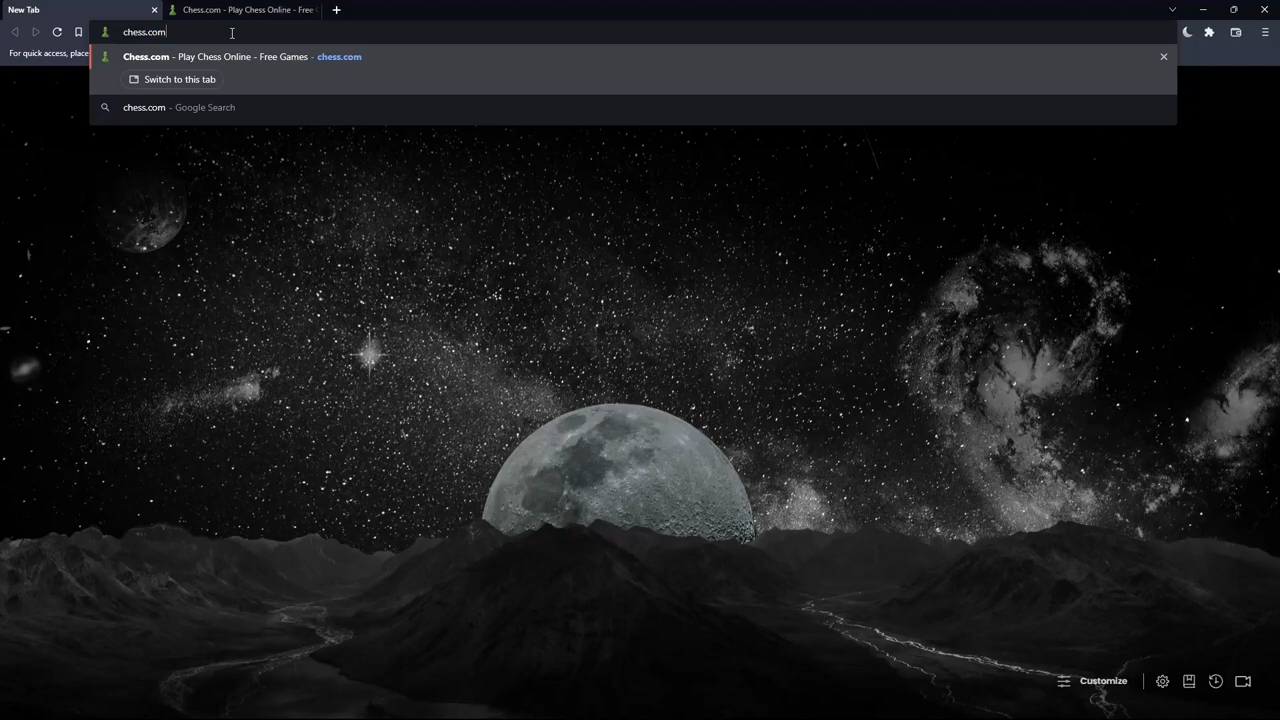 New Tab
Chess.com - Play Chess Online - Free
chess.com
For quick access, place
Chess.com - Play Chess Online - Free Games - chess.com
Switch to this tab
chess.com - Google Search
Customize